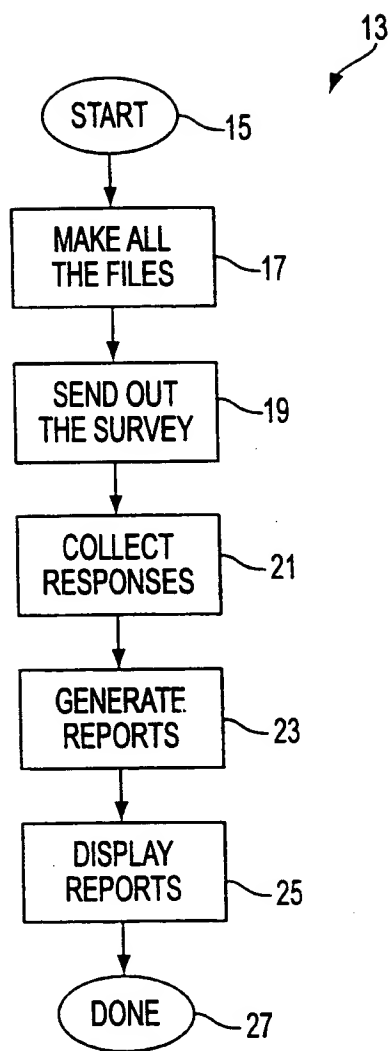 13
START
15
MAKE ALL
THE FILES
17
SEND OUT
THE SURVEY
19
COLLECT
RESPONSES
21
GENERATE
REPORTS
23
DISPLAY
REPORTS
25
DONE
27